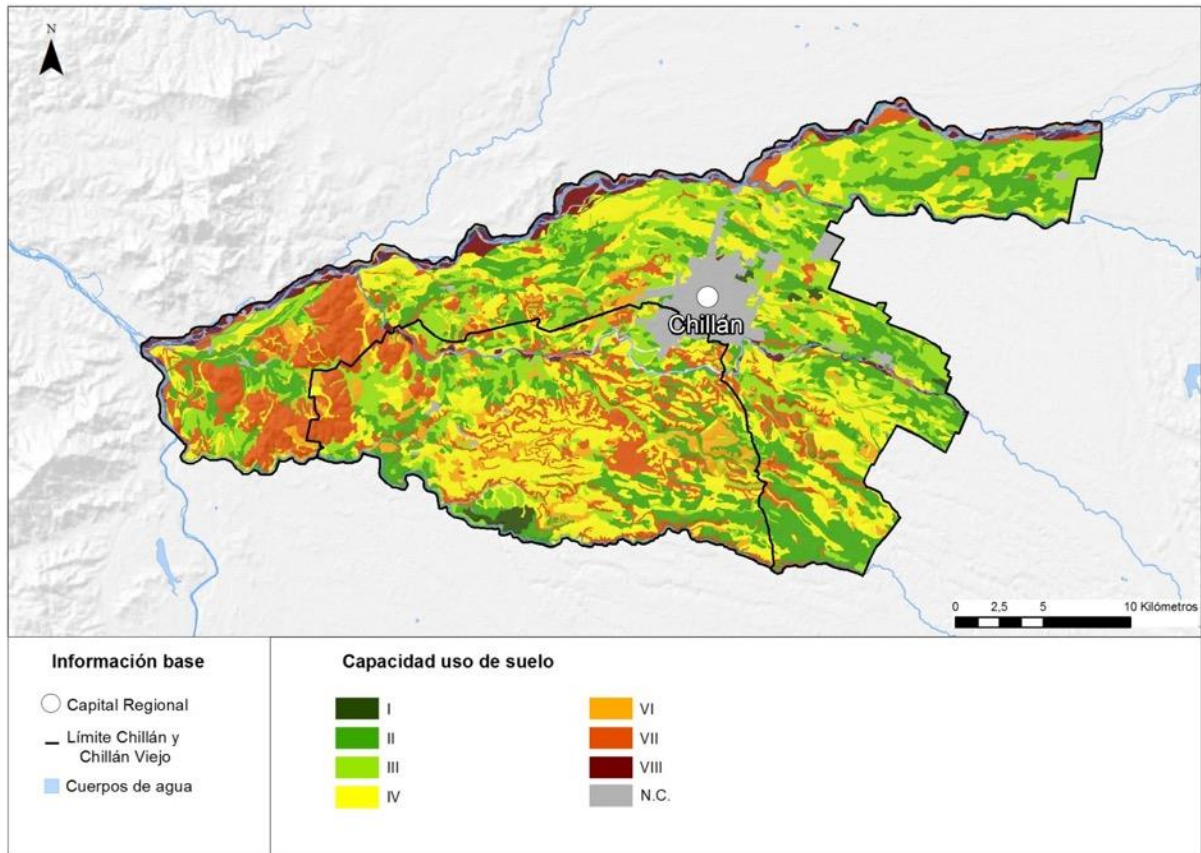 N
Chillán
0 2,5 5 10 Kilómetros
Información base
Capital Regional
Límite Chillán y
Chillán Viejo
Cuerpos de agua
Capacidad uso de suelo
I
II
III
IV
VI
VII
VIII
N.C.